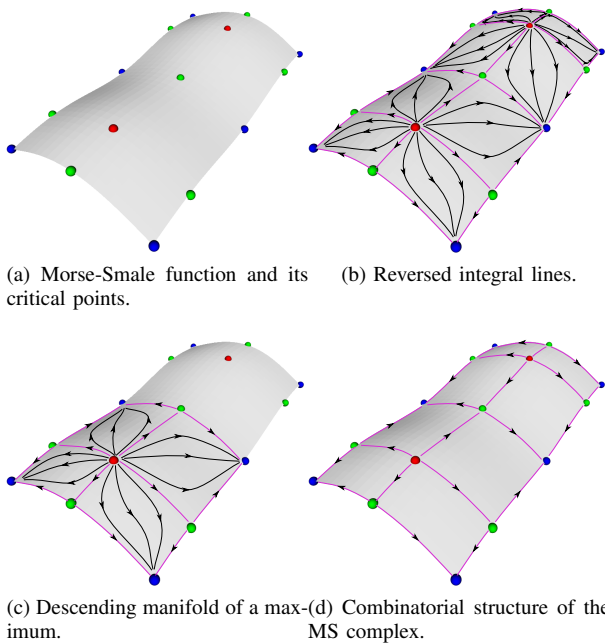 (a) Morse-Smale function and its
critical points.
(b) Reversed integral lines.
(c) Descending manifold of a max-
imum.
(d) Combinatorial structure of the
MS complex.